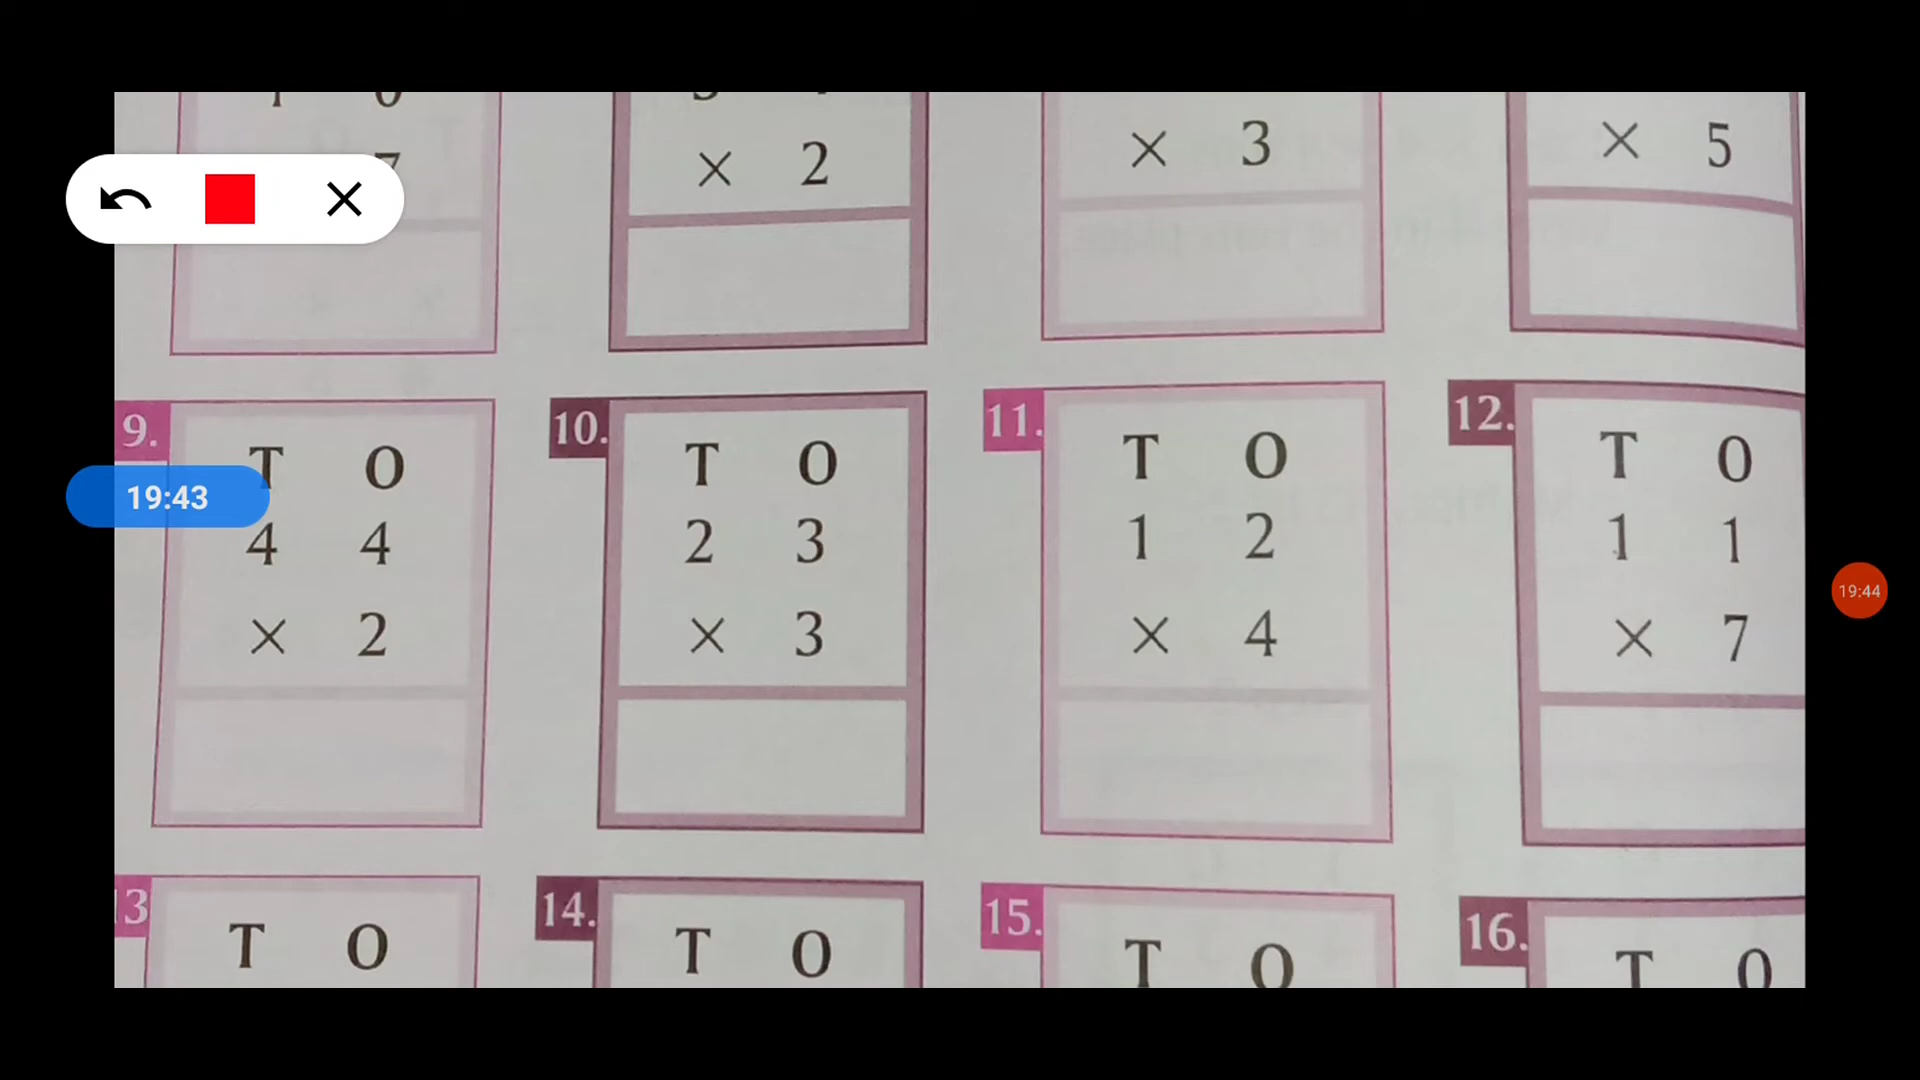 × 2
× 3
× 5
9.
T O
4 4
× 2
10.
T O
2 3
× 3
11.
T O
1 2
× 4
12.
T O
1 1
× 7
13
T O
14.
T O
15.
T O
16.
T O
19:43
19:44